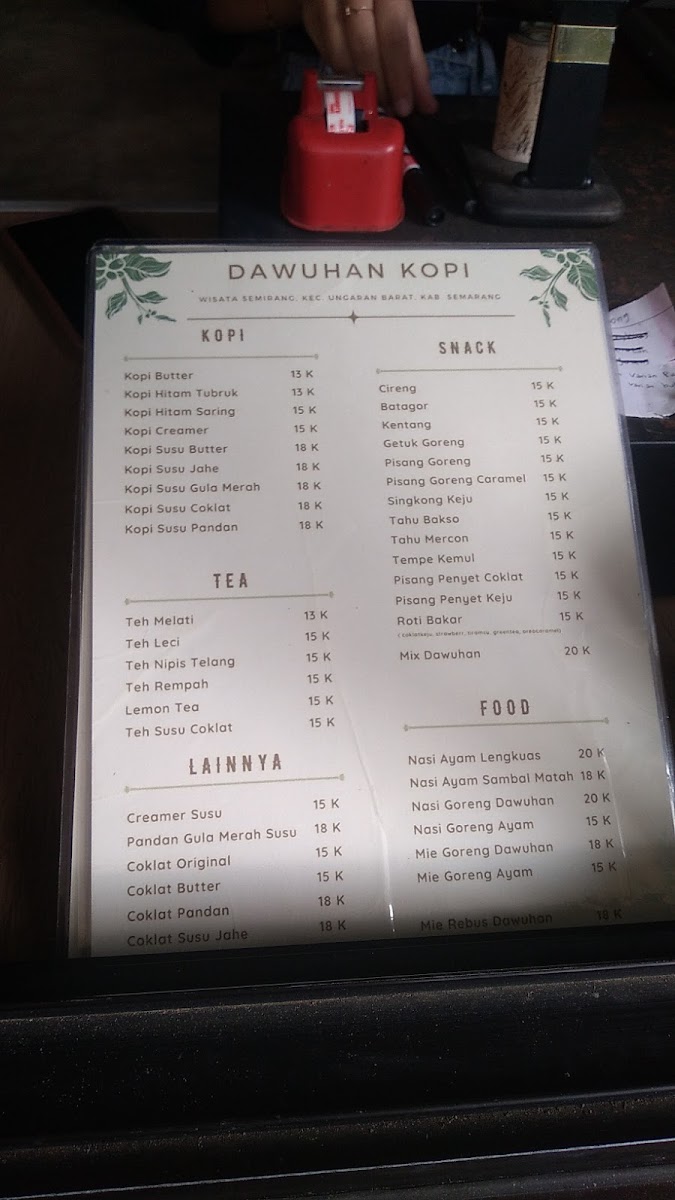 DAWUHAN KOPI
WISATA SEMIRANG, KEC. UNGARAN BARAT, KAB. SEMARANG
KOPI
Kopi Butter 13 K
Kopi Hitam Tubruk 13 K
Kopi Hitam Saring 15 K
Kopi Creamer 15 K
Kopi Susu Butter 18 K
Kopi Susu Jahe 18 K
Kopi Susu Gula Merah 18 K
Kopi Susu Coklat 18 K
Kopi Susu Pandan 18 K
TEA
Teh Melati 13 K
Teh Leci 15 K
Teh Nipis Telang 15 K
Teh Rempah 15 K
Lemon Tea 15 K
Teh Susu Coklat 15 K
LAINNYA
Creamer Susu 15 K
Pandan Gula Merah Susu 18 K
Coklat Original 15 K
Coklat Butter 15 K
Coklat Pandan 18 K
Coklat Susu Jahe 18 K
SNACK
Cireng 15 K
Batagor 15 K
Kentang 15 K
Getuk Goreng 15 K
Pisang Goreng 15 K
Pisang Goreng Caramel 15 K
Singkong Keju 15 K
Tahu Bakso 15 K
Tahu Mercon 15 K
Tempe Kemul 15 K
Pisang Penyet Coklat 15 K
Pisang Penyet Keju 15 K
Roti Bakar 15 K
( coklatkeju, strawberi, tiramisu, greentea, oreocaramel)
Mix Dawuhan 20 K
FOOD
Nasi Ayam Lengkuas 20 K
Nasi Ayam Sambal Matah 18 K
Nasi Goreng Dawuhan 20 K
Nasi Goreng Ayam 15 K
Mie Goreng Dawuhan 18 K
Mie Goreng Ayam 15 K
Mie Rebus Dawuhan 18 K